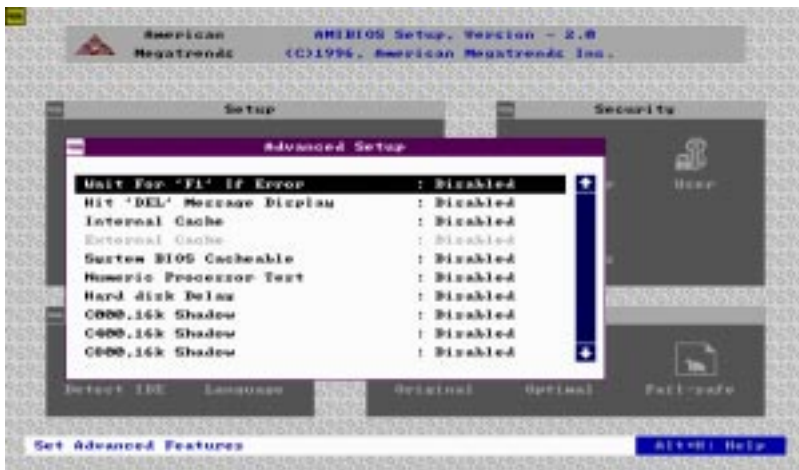 American
Megatrends
AMIBIOS Setup, Version - 2.0
(C)1996, American Megatrends Inc.
Setup
Security
Advanced Setup
Wait For 'F1' If Error : Disabled
Hit 'DEL' Message Display : Disabled
Internal Cache : Disabled
External Cache : Disabled
System BIOS Cacheable : Disabled
Numeric Processor Test : Disabled
Hard disk Delay : Disabled
C000,16k Shadow : Disabled
C400,16k Shadow : Disabled
C800,16k Shadow : Disabled
User
Detect IDE
Language
Original
Optimal
Fail-safe
Set Advanced Features
Alt+H: Help